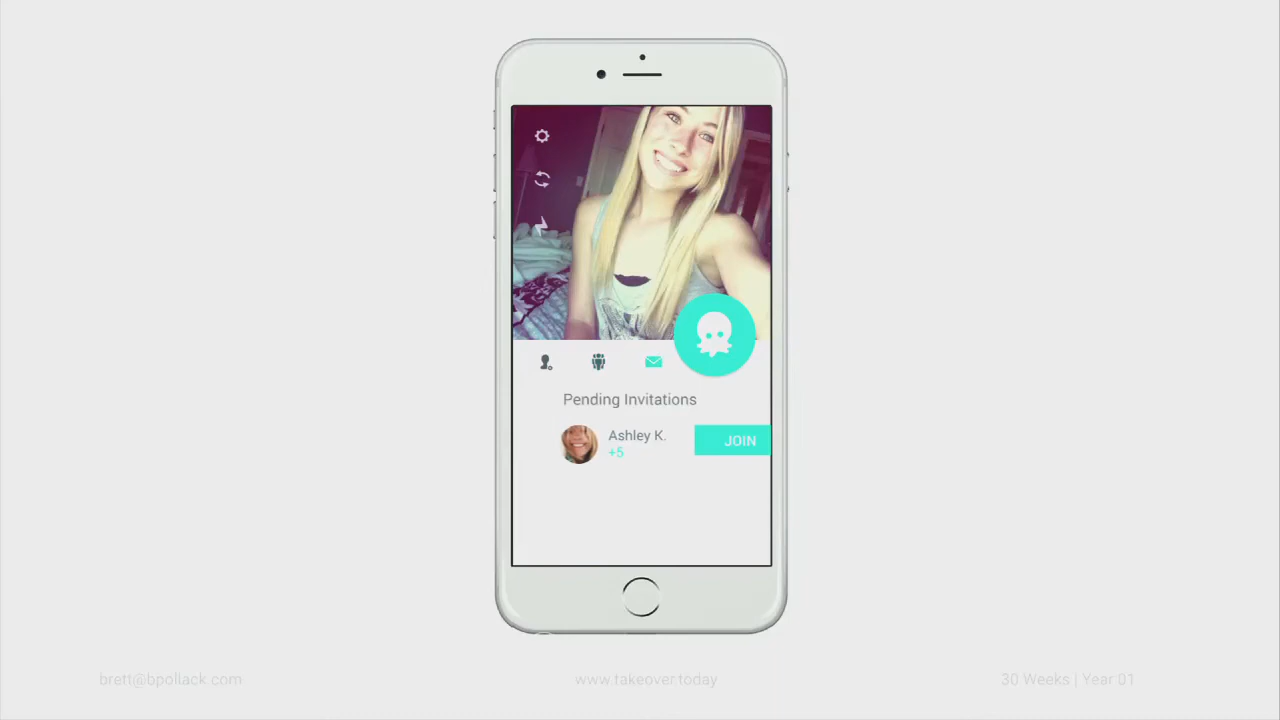 Pending Invitations
Ashley K.
+5
JOIN
brett@bpollack.com
www.takeover.today
30 Weeks | Year 01